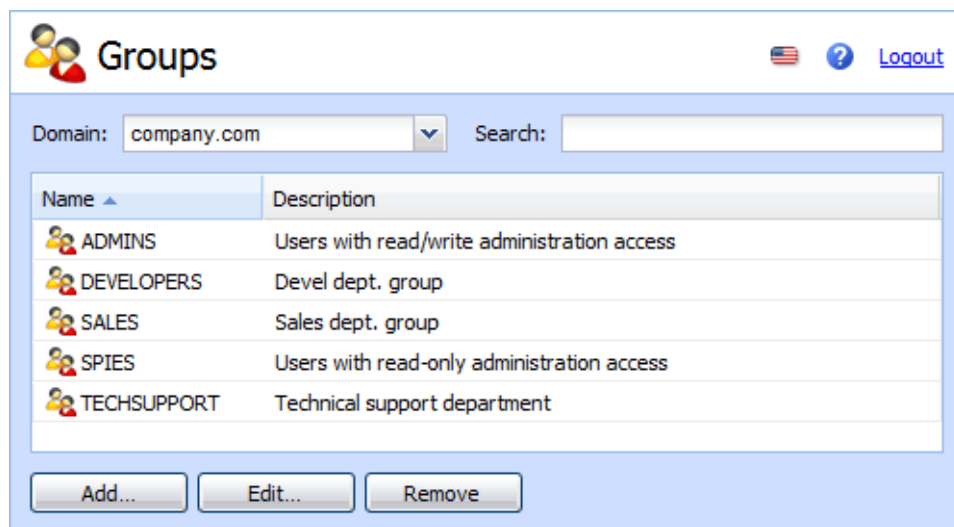 Groups
? Logout
Domain: company.com Search:
Name Description
ADMINS Users with read/write administration access
DEVELOPERS Devel dept. group
SALES Sales dept. group
SPIES Users with read-only administration access
TECHSUPPORT Technical support department
Add... Edit... Remove